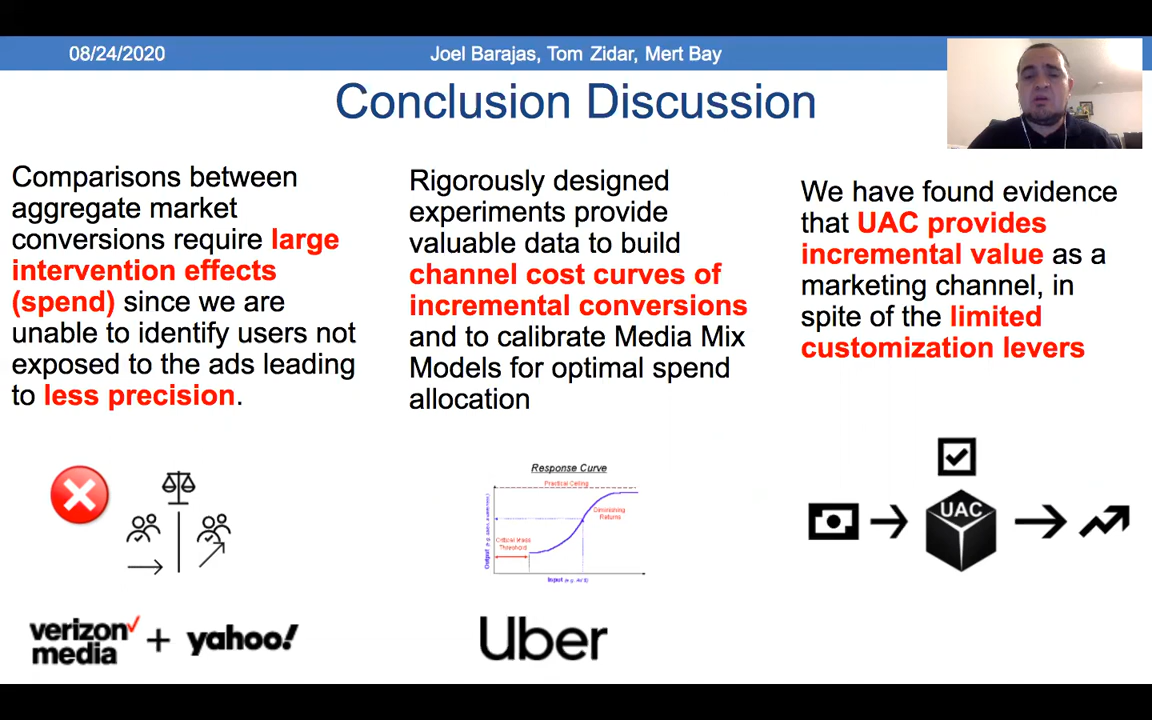 08/24/2020
Joel Barajas, Tom Zidar, Mert Bay
Conclusion Discussion
Comparisons between
aggregate market
conversions require large
intervention effects
(spend) since we are
unable to identify users not
exposed to the ads leading
to less precision.
Rigorously designed
experiments provide
valuable data to build
channel cost curves of
incremental conversions
and to calibrate Media Mix
Models for optimal spend
allocation
We have found evidence
that UAC provides
incremental value as a
marketing channel, in
spite of the limited
customization levers
Response Curve
Practical Ceiling
Diminishing
Returns
Critical Mass
Threshold
UAC
verizon
media + yahoo!
Uber